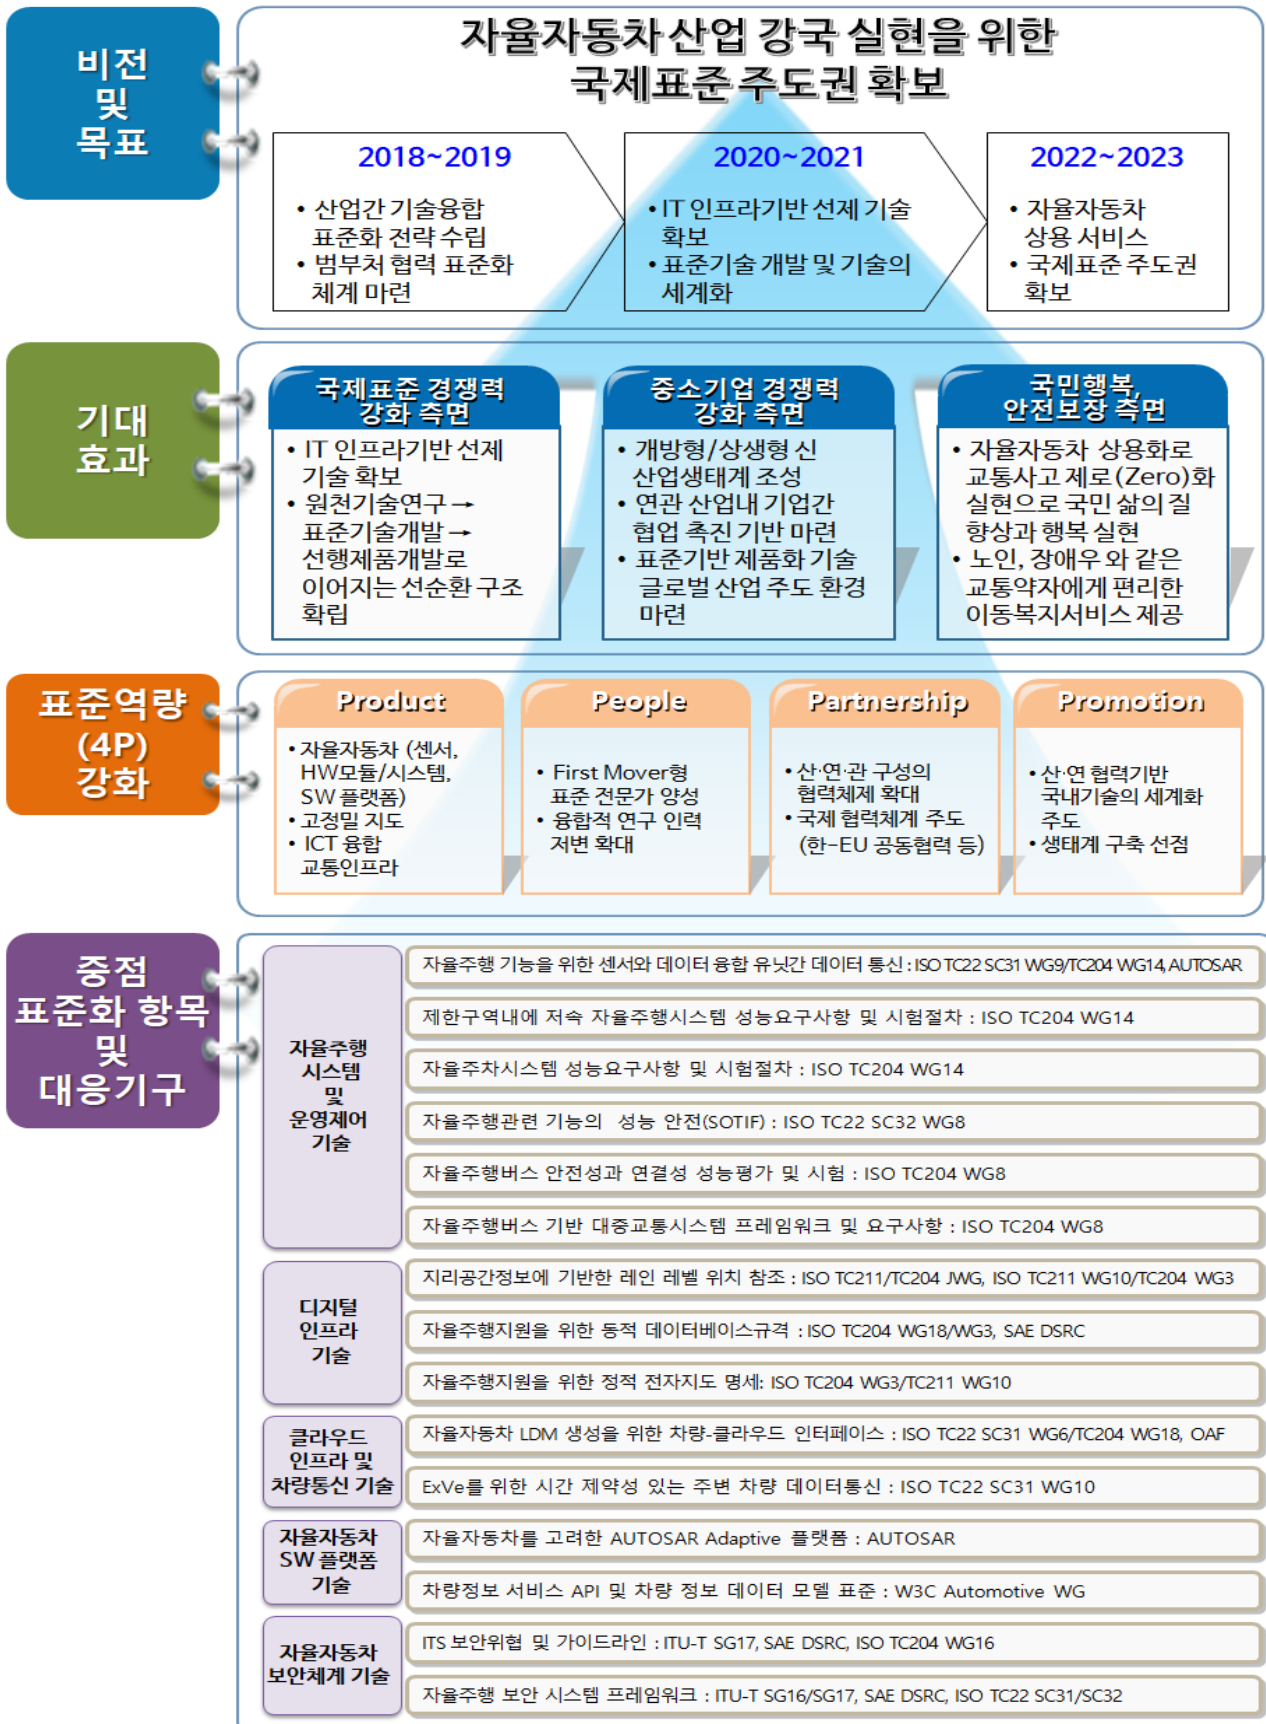 비전
및
목표
자율자동차 산업 강국 실현을 위한
국제표준 주도권 확보
2018~2019
• 산업간 기술융합
표준화 전략 수립
• 범부처 협력 표준화
체계 마련
2020~2021
• IT 인프라기반 선제 기술
확보
• 표준기술 개발 및 기술의
세계화
2022~2023
• 자율자동차
상용 서비스
• 국제표준 주도권
확보
기대
효과
국제표준 경쟁력
강화 측면
• IT 인프라기반 선제
기술 확보
• 원천기술연구 →
표준기술개발 →
선행제품개발로
이어지는 선순환 구조
확립
중소기업 경쟁력
강화 측면
• 개방형/상생형 신
산업생태계 조성
• 연관 산업내 기업간
협업 촉진 기반 마련
• 표준기반 제품화 기술
글로벌 산업 주도 환경
마련
국민행복,
안전보장 측면
• 자율자동차 상용화로
교통사고 제로(Zero)화
실현으로 국민 삶의 질
향상과 행복 실현
• 노인, 장애우 와 같은
교통약자에게 편리한
이동복지서비스 제공
표준역량
(4P)
강화
Product
• 자율자동차 (센서,
HW모듈/시스템,
SW 플랫폼)
• 고정밀 지도
• ICT 융합
교통인프라
People
• First Mover형
표준 전문가 양성
• 융합적 연구 인력
저변 확대
Partnership
• 산·연·관 구성의
협력체제 확대
• 국제 협력체계 주도
(한-EU 공동협력 등)
Promotion
• 산·연 협력기반
국내기술의 세계화
주도
• 생태계 구축 선점
중점
표준화 항목
및
대응기구
자율주행
시스템
및
운영제어
기술
자율주행 기능을 위한 센서와 데이터 융합 유닛간 데이터 통신 : ISO TC22 SC31 WG9/TC204 WG14, AUTOSAR
제한구역내에 저속 자율주행시스템 성능요구사항 및 시험절차 : ISO TC204 WG14
자율주차시스템 성능요구사항 및 시험절차 : ISO TC204 WG14
자율주행관련 기능의 성능 안전(SOTIF) : ISO TC22 SC32 WG8
자율주행버스 안전성과 연결성 성능평가 및 시험 : ISO TC204 WG8
자율주행버스 기반 대중교통시스템 프레임워크 및 요구사항 : ISO TC204 WG8
디지털
인프라
기술
지리공간정보에 기반한 레인 레벨 위치 참조 : ISO TC211/TC204 JWG, ISO TC211 WG10/TC204 WG3
자율주행지원을 위한 동적 데이터베이스규격 : ISO TC204 WG18/WG3, SAE DSRC
자율주행지원을 위한 정적 전자지도 명세: ISO TC204 WG3/TC211 WG10
클라우드
인프라 및
차량통신 기술
자율자동차 LDM 생성을 위한 차량-클라우드 인터페이스 : ISO TC22 SC31 WG6/TC204 WG18, OAF
ExVe를 위한 시간 제약성 있는 주변 차량 데이터통신 : ISO TC22 SC31 WG10
자율자동차
SW 플랫폼
기술
자율자동차를 고려한 AUTOSAR Adaptive 플랫폼 : AUTOSAR
차량정보 서비스 API 및 차량 정보 데이터 모델 표준 : W3C Automotive WG
자율자동차
보안체계 기술
ITS 보안위협 및 가이드라인 : ITU-T SG17, SAE DSRC, ISO TC204 WG16
자율주행 보안 시스템 프레임워크 : ITU-T SG16/SG17, SAE DSRC, ISO TC22 SC31/SC32